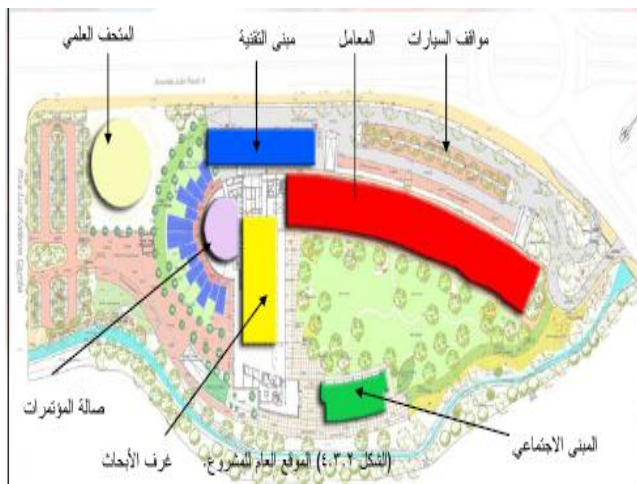 المتحف العلمي
مبنى التقنية
المعامل
مواقف السيارات
صالة المؤتمرات
غرف الأبحاث
المبنى الاجتماعي
(الشكل ٤.٣.٢) الموقع العام للمشروع.